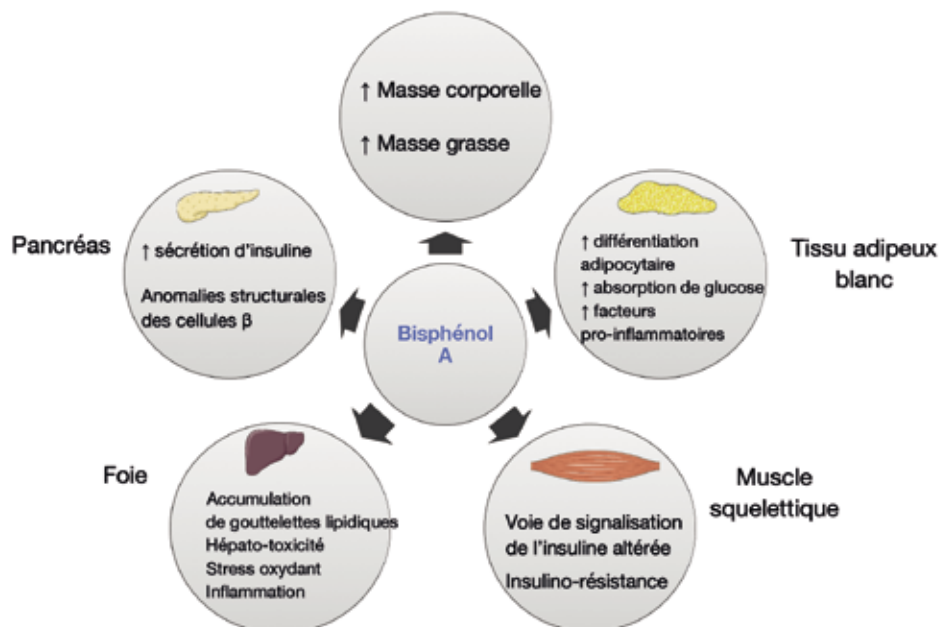 ↑ Masse corporelle
↑ Masse grasse
Pancréas
↑ sécrétion d'insuline
Anomalies structurales
des cellules β
↑ différentiation
adipocytaire
↑ absorption de glucose
↑ facteurs
pro-inflammatoires
Tissu adipeux
blanc
Bisphénol
A
Foie
Accumulation
de gouttelettes lipidiques
Hépato-toxicité
Stress oxydant
Inflammation
Voie de signalisation
de l'insuline altérée
Insulino-résistance
Muscle
squelettique